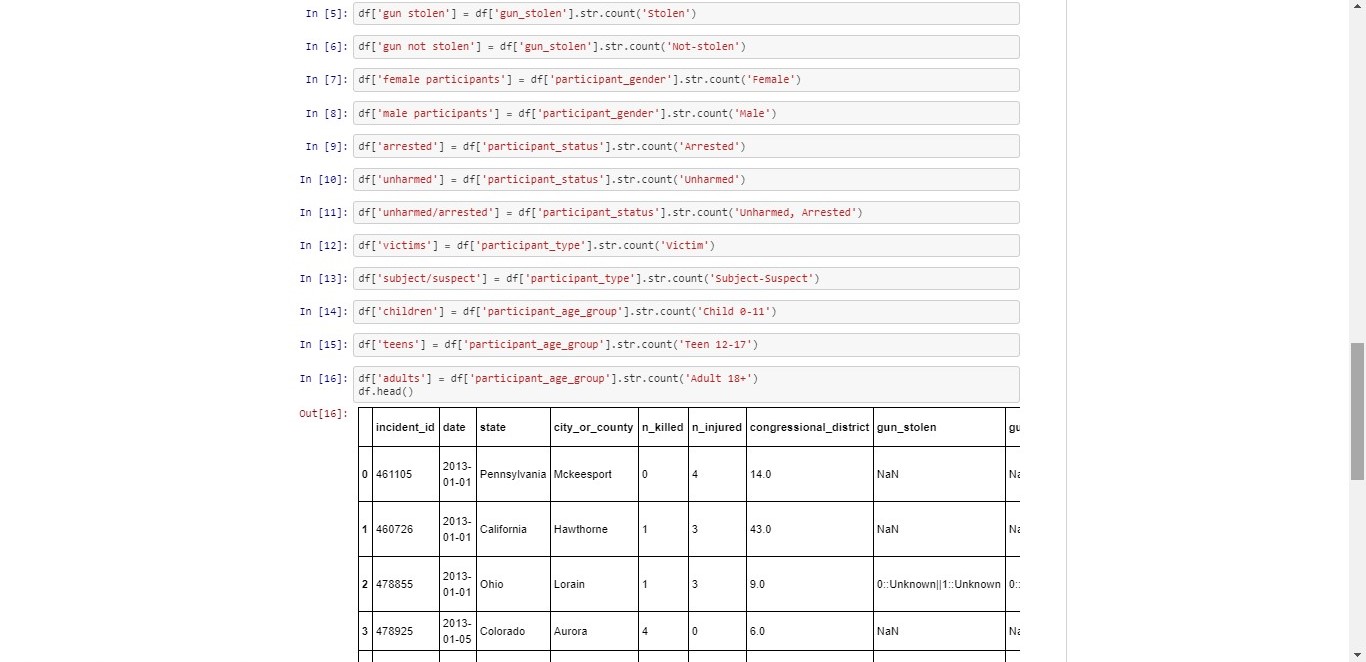 In [5]: df['gun stolen'] = df['gun_stolen'].str.count('Stolen')
In [6]: df['gun not stolen'] = df['gun_stolen'].str.count('Not-stolen')
In [7]: df['female participants'] = df['participant_gender'].str.count('Female')
In [8]: df['male participants'] = df['participant_gender'].str.count('Male')
In [9]: df['arrested'] = df['participant_status'].str.count('Arrested')
In [10]: df['unharmed'] = df['participant_status'].str.count('Unharmed')
In [11]: df['unharmed/arrested'] = df['participant_status'].str.count('Unharmed, Arrested')
In [12]: df['victims'] = df['participant_type'].str.count('Victim')
In [13]: df['subject/suspect'] = df['participant_type'].str.count('Subject-Suspect')
In [14]: df['children'] = df['participant_age_group'].str.count('Child 0-11')
In [15]: df['teens'] = df['participant_age_group'].str.count('Teen 12-17')
In [16]: df['adults'] = df['participant_age_group'].str.count('Adult 18+')
df.head()
Out[16]:
incident_id date state city_or_county n_killed n_injured congressional_district gun_stolen gu
0 461105 2013-01-01 Pennsylvania Mckeesport 0 4 14.0 NaN Na
1 460726 2013-01-01 California Hawthorne 1 3 43.0 NaN Na
2 478855 2013-01-01 Ohio Lorain 1 3 9.0 0::Unknown||1::Unknown 0::
3 478925 2013-01-05 Colorado Aurora 4 0 6.0 NaN Na